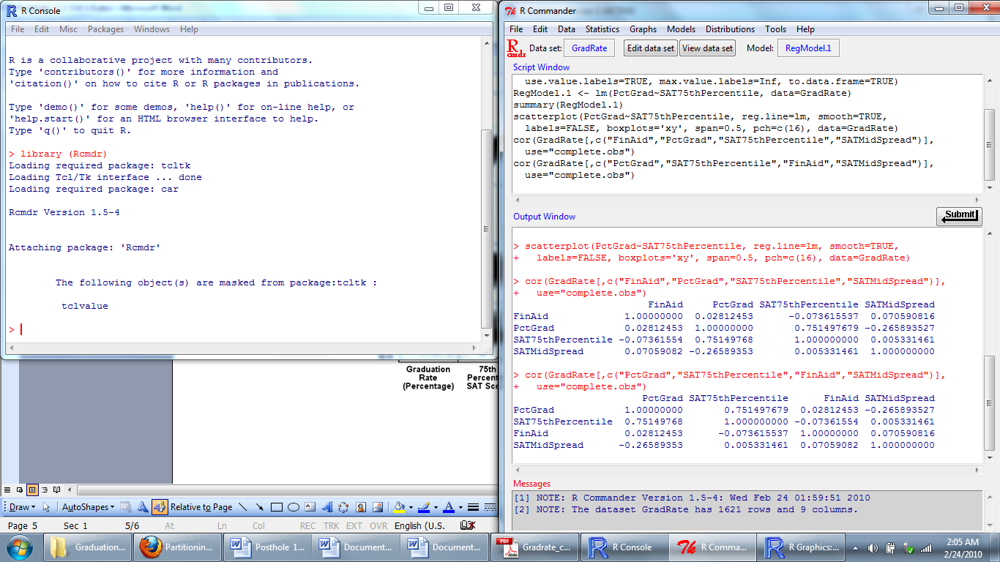 R Console
File Edit Misc Packages Windows Help
R is a collaborative project with many contributors.
Type 'contributors()' for more information and
'citation()' on how to cite R or R packages in publications.
Type 'demo()' for some demos, 'help()' for on-line help, or
'help.start()' for an HTML browser interface to help.
Type 'q()' to quit R.
> library (Rcmdr)
Loading required package: tcltk
Loading Tcl/Tk interface ... done
Loading required package: car
Rcmdr Version 1.5-4
Attaching package: 'Rcmdr'
The following object(s) are masked from package:tcltk :
tclvalue
>
Graduation
Rate
(Percentage)
75th
SAT
Draw AutoShapes Relative to Page
Page 5 Sec 1 5/6 At Ln Col REC TRK EXT OVR English (U.S.
R Commander
File Edit Data Statistics Graphs Models Distributions Tools Help
R cmdr Data set: GradRate Edit data set View data set Model: RegModel.1
Script Window
use.value.labels=TRUE, max.value.labels=Inf, to.data.frame=TRUE)
RegModel.1 <- lm(PctGrad~SAT75thPercentile, data=GradRate)
summary(RegModel.1)
scatterplot(PctGrad~SAT75thPercentile, reg.line=lm, smooth=TRUE,
labels=FALSE, boxplots='xy', span=0.5, pch=c(16), data=GradRate)
cor(GradRate[,c("FinAid","PctGrad","SAT75thPercentile","SATMidSpread")],
use="complete.obs")
cor(GradRate[,c("PctGrad","SAT75thPercentile","FinAid","SATMidSpread")],
use="complete.obs")
Output Window Submit
> scatterplot(PctGrad~SAT75thPercentile, reg.line=lm, smooth=TRUE,
+ labels=FALSE, boxplots='xy', span=0.5, pch=c(16), data=GradRate)
> cor(GradRate[,c("FinAid","PctGrad","SAT75thPercentile","SATMidSpread")],
+ use="complete.obs")
FinAid PctGrad SAT75thPercentile SATMidSpread
FinAid 1.00000000 0.02812453 -0.073615537 0.070590816
PctGrad 0.02812453 1.00000000 0.751497679 -0.265893527
SAT75thPercentile -0.07361554 0.75149768 1.000000000 0.005331461
SATMidSpread 0.07059082 -0.26589353 0.005331461 1.000000000
> cor(GradRate[,c("PctGrad","SAT75thPercentile","FinAid","SATMidSpread")],
+ use="complete.obs")
PctGrad SAT75thPercentile FinAid SATMidSpread
PctGrad 1.00000000 0.751497679 0.02812453 -0.265893527
SAT75thPercentile 0.75149768 1.000000000 -0.07361554 0.005331461
FinAid 0.02812453 -0.073615537 1.00000000 0.070590816
SATMidSpread -0.26589353 0.005331461 0.07059082 1.000000000
Messages
[1] NOTE: R Commander Version 1.5-4: Wed Feb 24 01:59:51 2010
[2] NOTE: The dataset GradRate has 1621 rows and 9 columns.
Graduation... Partitionin... Posthole 1... Document... Document... Gradrate_c... R Console R Comma... R Graphics:... 2:05 AM
2/24/2010